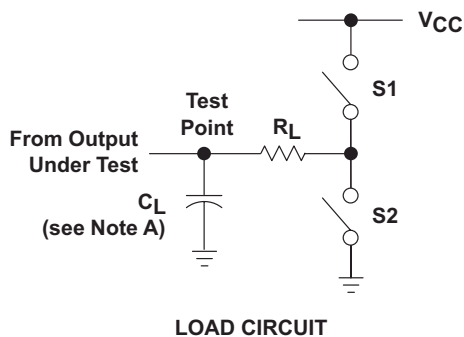 VCC
S1
Test
Point
RL
From Output
Under Test
CL
(see Note A)
S2
LOAD CIRCUIT